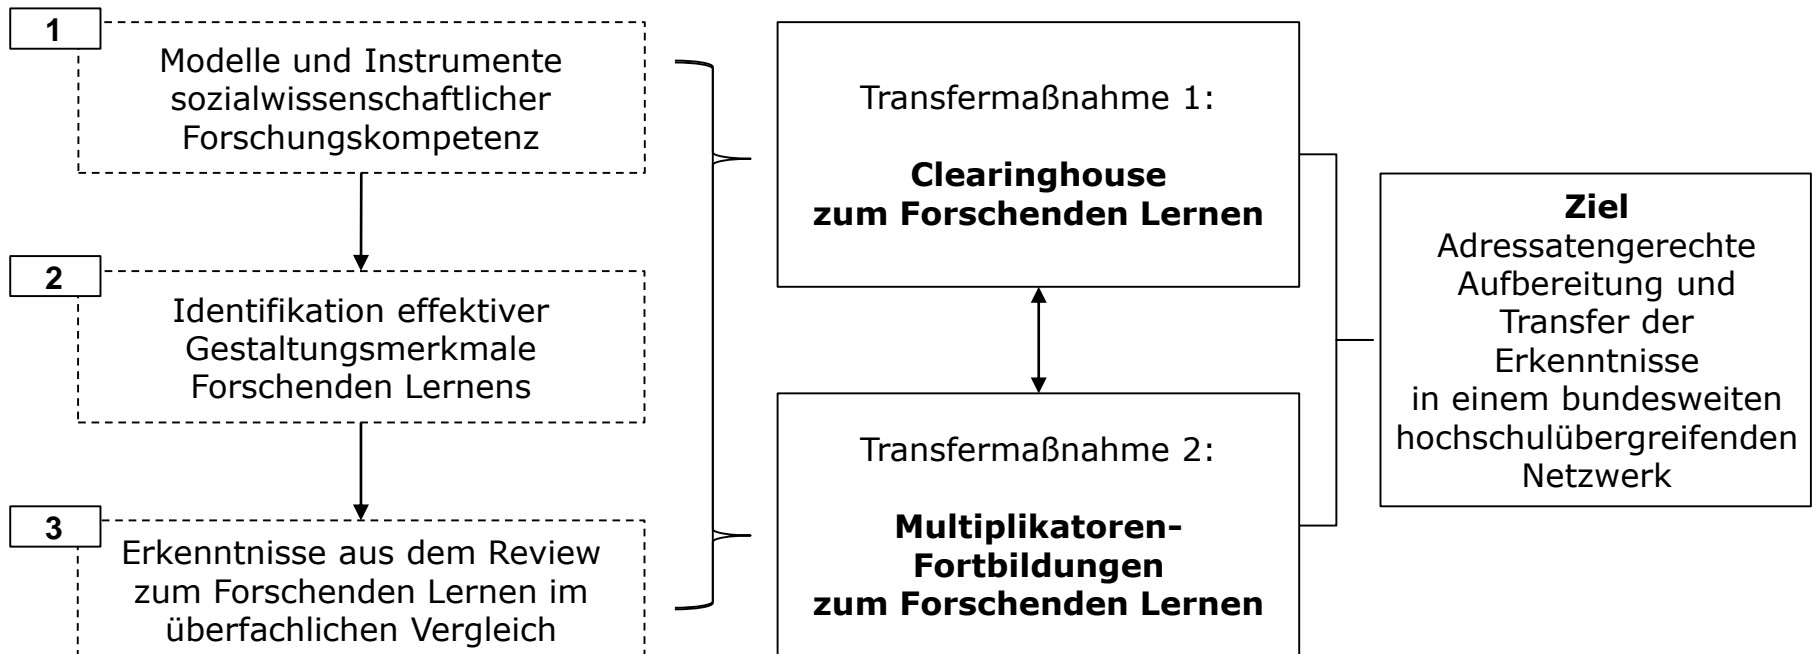 1
Modelle und Instrumente
sozialwissenschaftlicher
Forschungskompetenz
2
Identifikation effektiver
Gestaltungsmerkmale
Forschenden Lernens
3
Erkenntnisse aus dem Review
zum Forschenden Lernen im
überfachlichen Vergleich
Transfermaßnahme 1:
Clearinghouse
zum Forschenden Lernen
Transfermaßnahme 2:
Multiplikatoren-
Fortbildungen
zum Forschenden Lernen
Ziel
Adressatengerechte
Aufbereitung und
Transfer der
Erkenntnisse
in einem bundesweiten
hochschulübergreifenden
Netzwerk